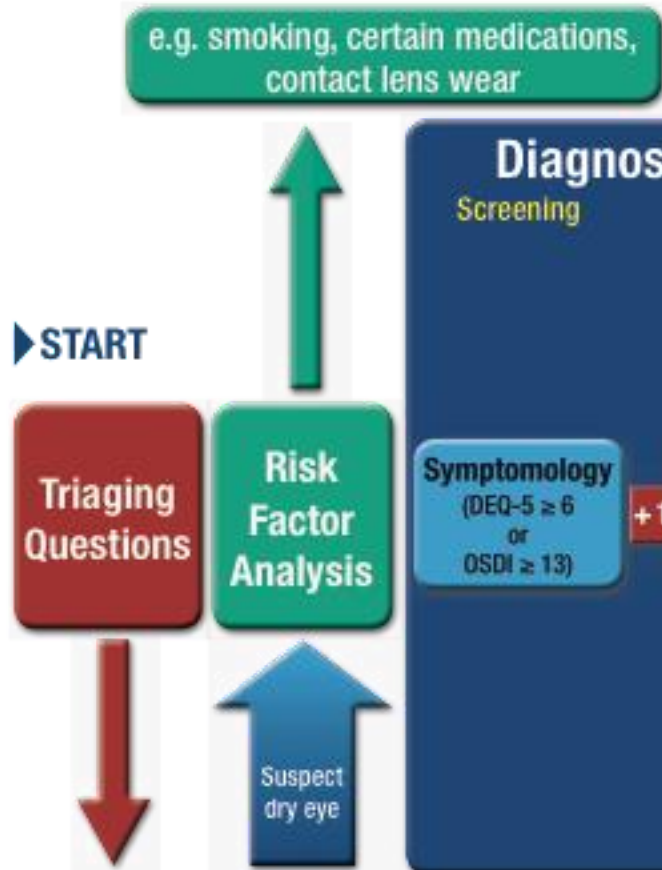 e.g. smoking, certain medications,
contact lens wear
Diagnos
Screening
START
Triaging
Questions
Risk
Factor
Analysis
Symptomology
(DEQ-5 ≥ 6
or
OSDI ≥ 13)
+1
Suspect
dry eye